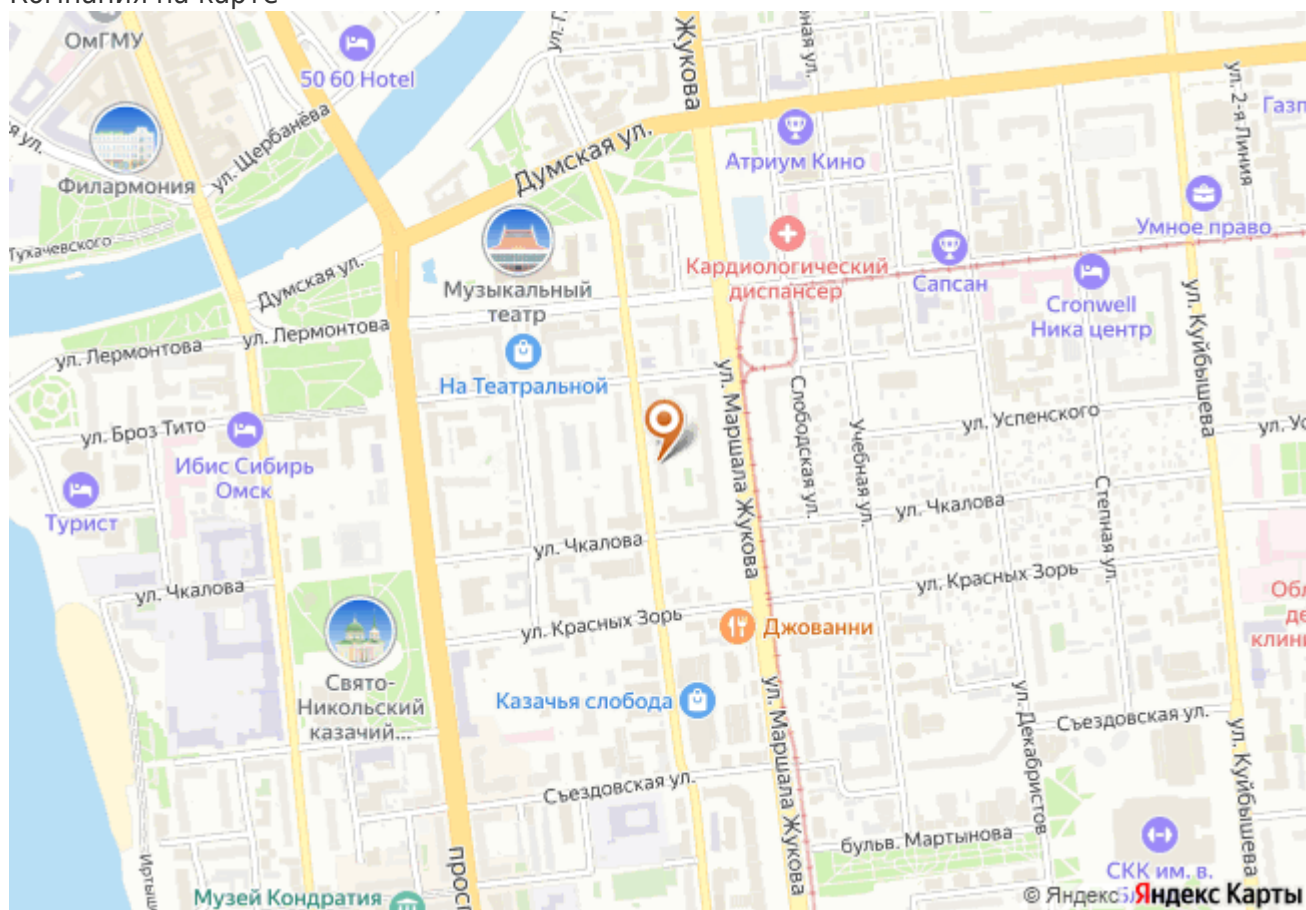 Компания на карте
ОмГМУ
50 60 Hotel
Жукова
ул. 2-я Линия
ул. Щербанёва
Атриум Кино
Филармония
Думская ул.
Умное право
Тухачевского
Кардиологический
диспансер
Сапсан
Cronwell
Ника центр
Думская ул.
Музыкальный
театр
ул. Лермонтова
ул. Лермонтова
ул. Куйбышева
На Театральной
ул. Маршала Жукова
Слободская ул.
Учебная ул.
ул. Успенского
ул. Броз Тито
Ибис Сибирь
Омск
Турист
Степная ул.
ул. Чкалова
ул. Чкалова
ул. Чкалова
ул. Красных Зорь
ул. Красных Зорь
Джованни
Свято-
Никольский
казачий...
Казачья слобода
ул. Маршала Жукова
ул. Декабристов
Съездовская ул.
ул. Куйбышева
Съездовская ул.
бульв. Мартынова
СКК им. в.
Музей Кондратия
© Яндекс
Яндекс Карты